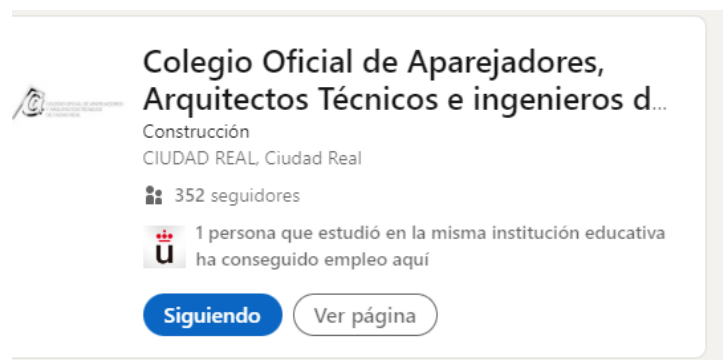 Colegio Oficial de Aparejadores,
Arquitectos Técnicos e ingenieros d...
Construcción
CIUDAD REAL, Ciudad Real
352 seguidores
ü
1 persona que estudió en la misma institución educativa
ha conseguido empleo aquí
Siguiendo
Ver página